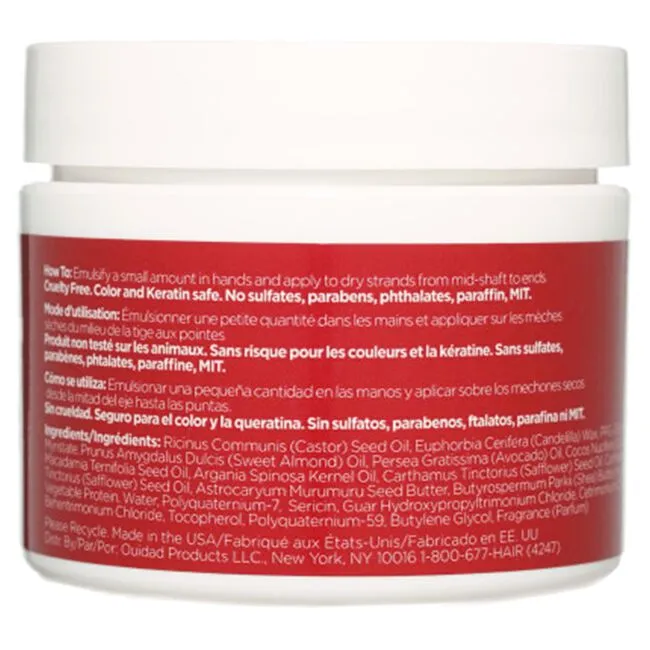 How To: Emulsify a small amount in hands and apply to dry strands from mid-shaft to ends.
Cruelty Free. Color and Keratin safe. No sulfates, parabens, phthalates, paraffin, MIT.
Mode d'utilisation: Émulsionner une petite quantité dans les mains et appliquer sur les mèches
sèches du milieu de la tige aux pointes.
Produit non testé sur les animaux. Sans risque pour les couleurs et la kératine. Sans sulfates,
parabènes, phtalates, paraffine, MIT.
Cómo se utiliza: Emulsionar una pequeña cantidad en las manos y aplicar sobre los mechones secos
desde la mitad del eje hasta las puntas.
Sin crueldad. Seguro para el color y la queratina. Sin sulfatos, parabenos, ftalatos, parafina ni MIT.
Ingredients/Ingrédients: Ricinus Communis (Castor) Seed Oil, Euphorbia Cerifera (Candelilla) Wax,
Myristate, Prunus Amygdalus Dulcis (Sweet Almond) Oil, Persea Gratissima (Avocado) Oil, Cocos
Macadamia Ternifolia Seed Oil, Argania Spinosa Kernel Oil, Carthamus Tinctorius (Safflower) Seed Oil,
Tinctorius (Safflower) Seed Oil, Astrocaryum Murumuru Seed Butter, Butyrospermum Parkii (Shea)
Vegetable Protein, Water, Polyquaternium-7, Sericin, Guar Hydroxypropyltrimonium Chloride,
Behentrimonium Chloride, Tocopherol, Polyquaternium-59, Butylene Glycol, Fragrance (Parfum)
Please Recycle. Made in the USA/Fabriqué aux États-Unis/Fabricado en EE. UU
Distr. By/Par/Por: Ouidad Products LLC., New York, NY 10016 1-800-677-HAIR (4247)